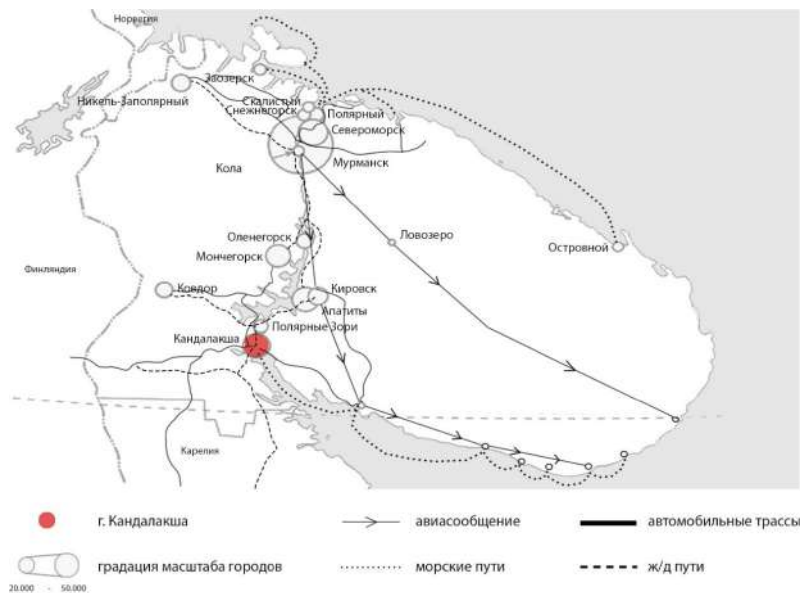 Норвегия
Заозерск
Никель-Заполярный
Скалистый
Снежногорск
Полярный
Североморск
Мурманск
Кола
Ловозеро
Оленегорск
Островной
Мончегорск
Финляндия
Ковдор
Кировск
Апатиты
Полярные Зори
Кандалакша
Карелия
г. Кандалакша
авиасообщение
автомобильные трассы
градация масштаба городов
морские пути
ж/д пути
20.000 - 50.000